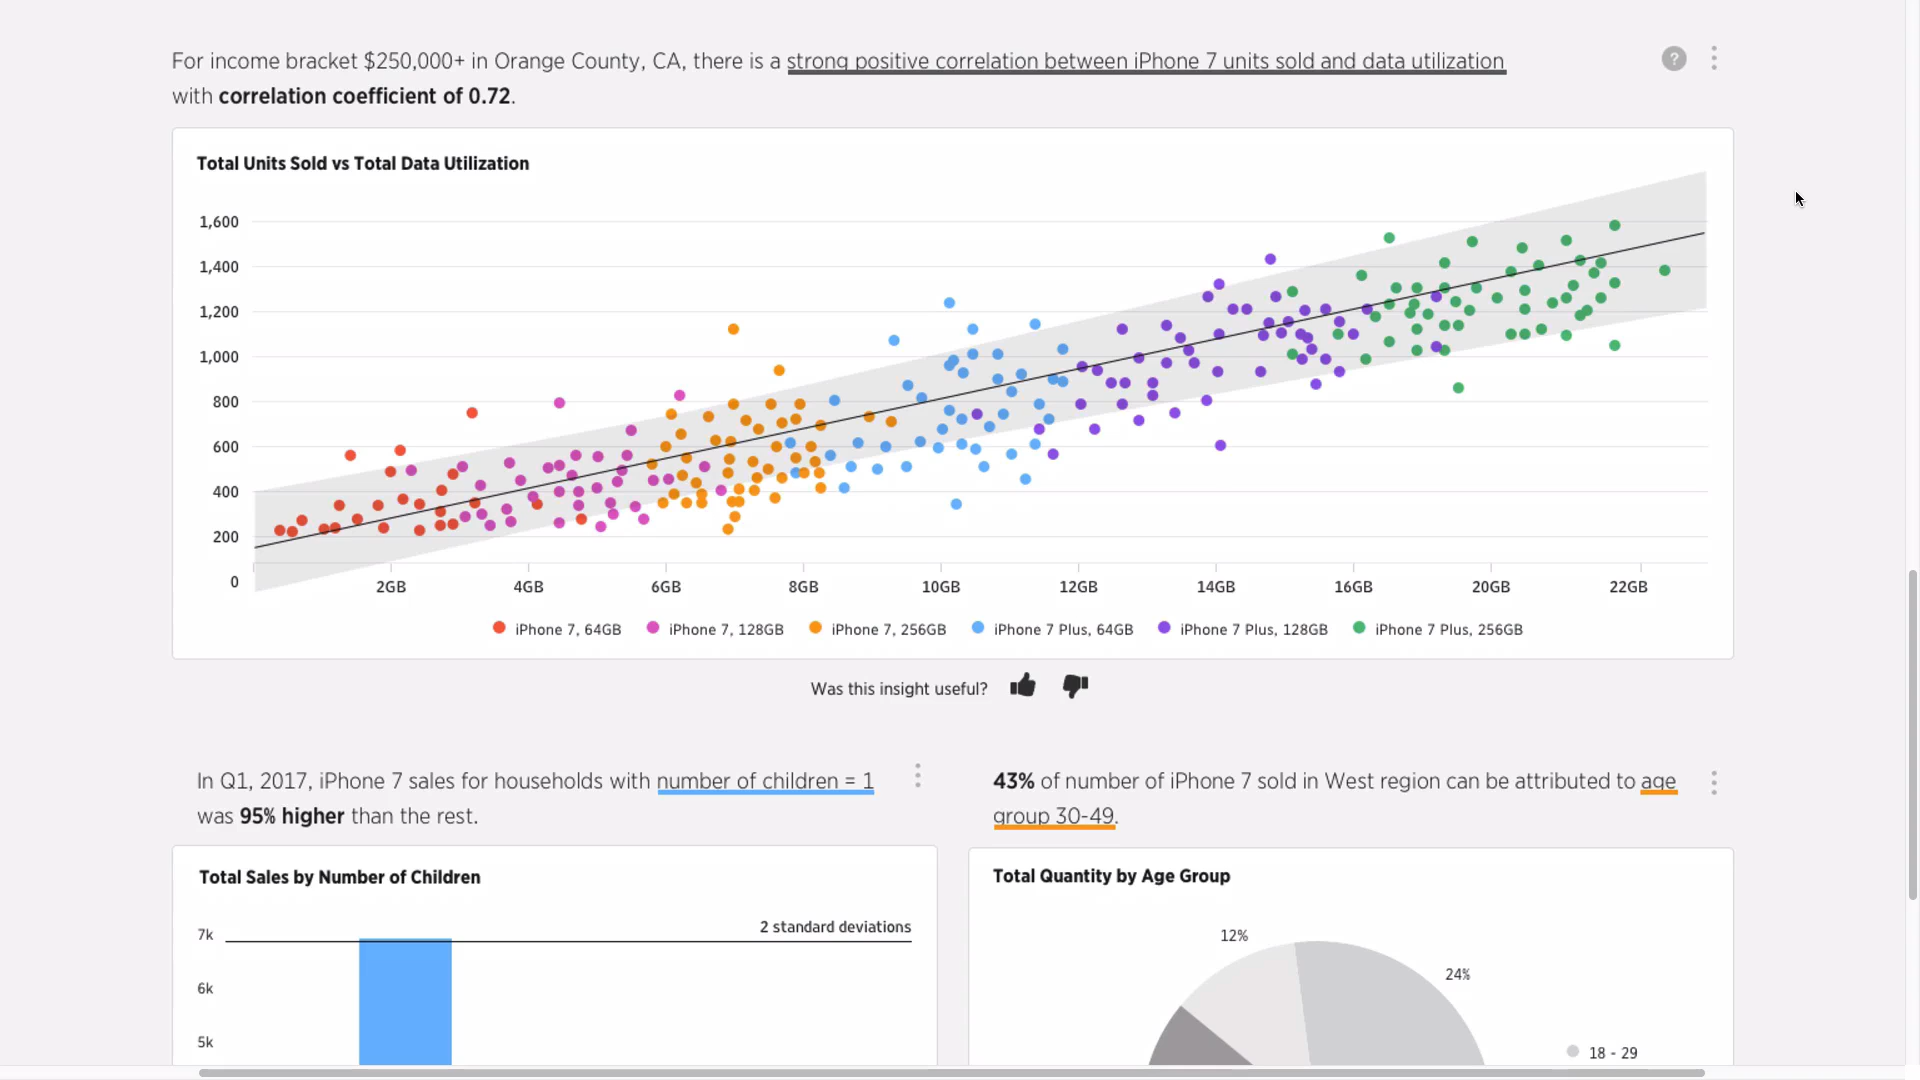 For income bracket $250,000+ in Orange County, CA, there is a strong positive correlation between iPhone 7 units sold and data utilization
with correlation coefficient of 0.72.
?
Total Units Sold vs Total Data Utilization
1,600
1,400
1,200
1,000
800
600
400
200
0
2GB 4GB 6GB 8GB 10GB 12GB 14GB 16GB 20GB 22GB
iPhone 7, 64GB iPhone 7, 128GB iPhone 7, 256GB iPhone 7 Plus, 64GB iPhone 7 Plus, 128GB iPhone 7 Plus, 256GB
Was this insight useful?
In Q1, 2017, iPhone 7 sales for households with number of children = 1
was 95% higher than the rest.
Total Sales by Number of Children
2 standard deviations
7k
6k
5k
43% of number of iPhone 7 sold in West region can be attributed to age
group 30-49.
Total Quantity by Age Group
12%
24%
18 - 29